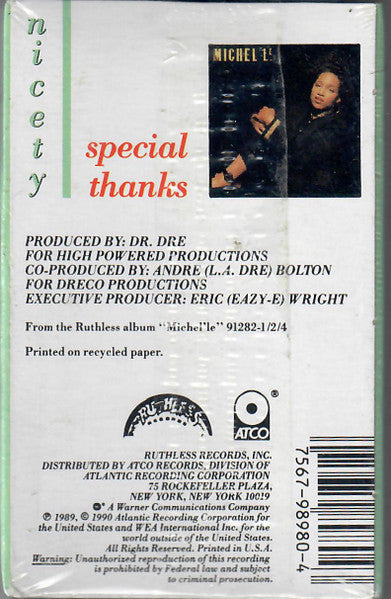 nicety
MICHEL'LE
special
thanks
PRODUCED BY: DR. DRE
FOR HIGH POWERED PRODUCTIONS
CO-PRODUCED BY: ANDRE (L.A. DRE) BOLTON
FOR DRECO PRODUCTIONS
EXECUTIVE PRODUCER: ERIC (EAZY-E) WRIGHT
From the Ruthless album "Michel'le" 91282-1/2/4
Printed on recycled paper.
RUTHLESS
ATCO
®
RUTHLESS RECORDS, INC.
DISTRIBUTED BY ATCO RECORDS, DIVISION OF
ATLANTIC RECORDING CORPORATION
75 ROCKEFELLER PLAZA,
NEW YORK, NEW YORK 10019
A Warner Communications Company
℗ 1989, © 1990 Atlantic Recording Corporation for
the United States and WEA International Inc. for the
world outside of the United States.
All Rights Reserved. Printed in U.S.A.
Warning: Unauthorized reproduction of this recording
is prohibited by Federal law and subject
to criminal prosecution.
7567-98980-4